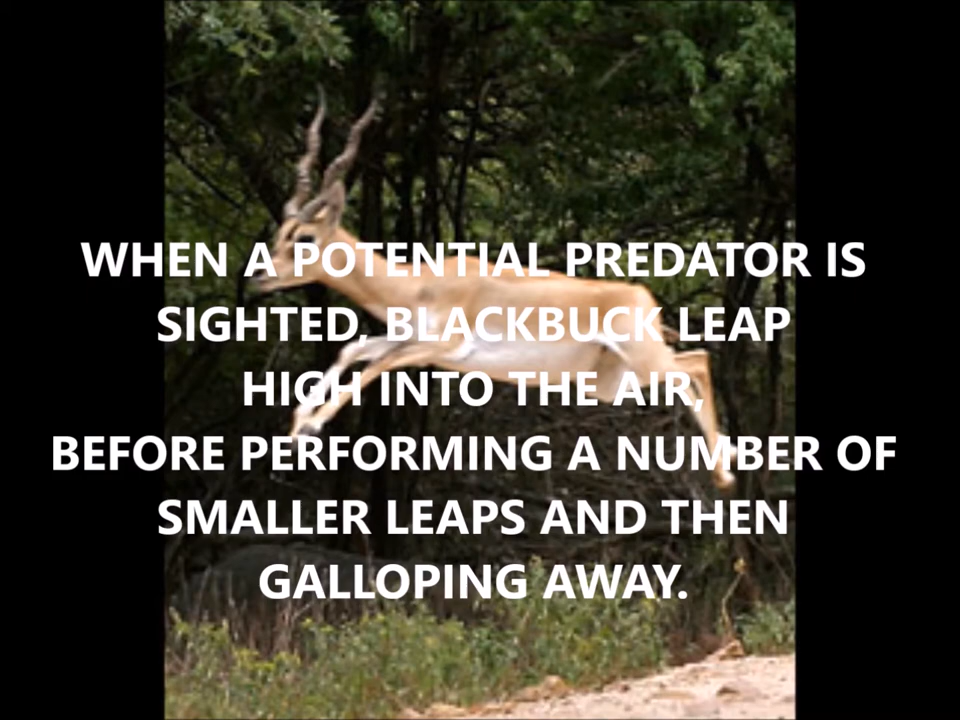 WHEN A POTENTIAL PREDATOR IS
SIGHTED, BLACKBUCK LEAP
HIGH INTO THE AIR,
BEFORE PERFORMING A NUMBER OF
SMALLER LEAPS AND THEN
GALLOPING AWAY.